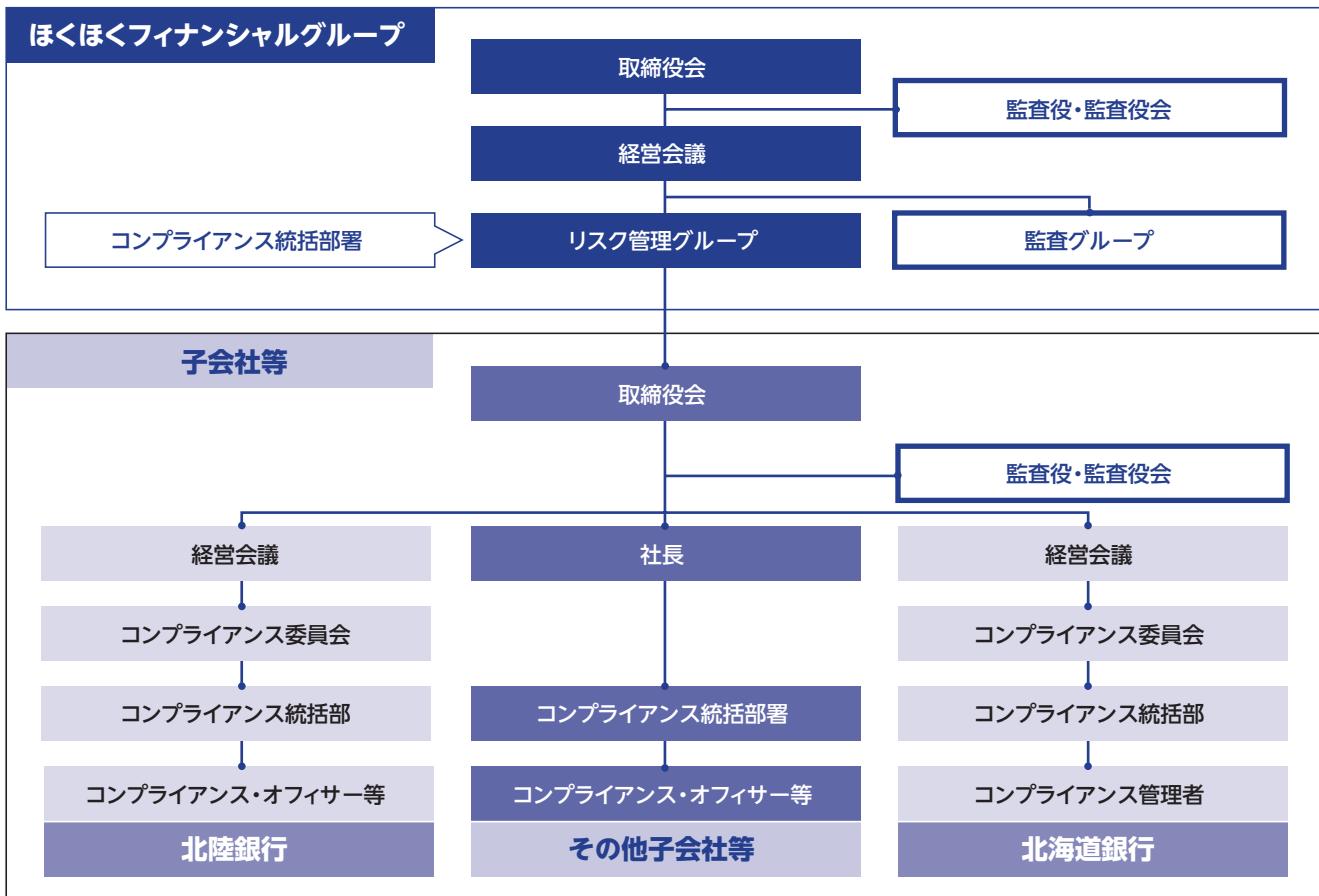 ほくほくフィナンシャルグループ
取締役会
監査役・監査役会
経営会議
コンプライアンス統括部署
リスク管理グループ
監査グループ
子会社等
取締役会
監査役・監査役会
経営会議
社長
経営会議
コンプライアンス委員会
コンプライアンス委員会
コンプライアンス統括部
コンプライアンス統括部署
コンプライアンス統括部
コンプライアンス・オフィサー等
コンプライアンス・オフィサー等
コンプライアンス管理者
北陸銀行
その他子会社等
北海道銀行